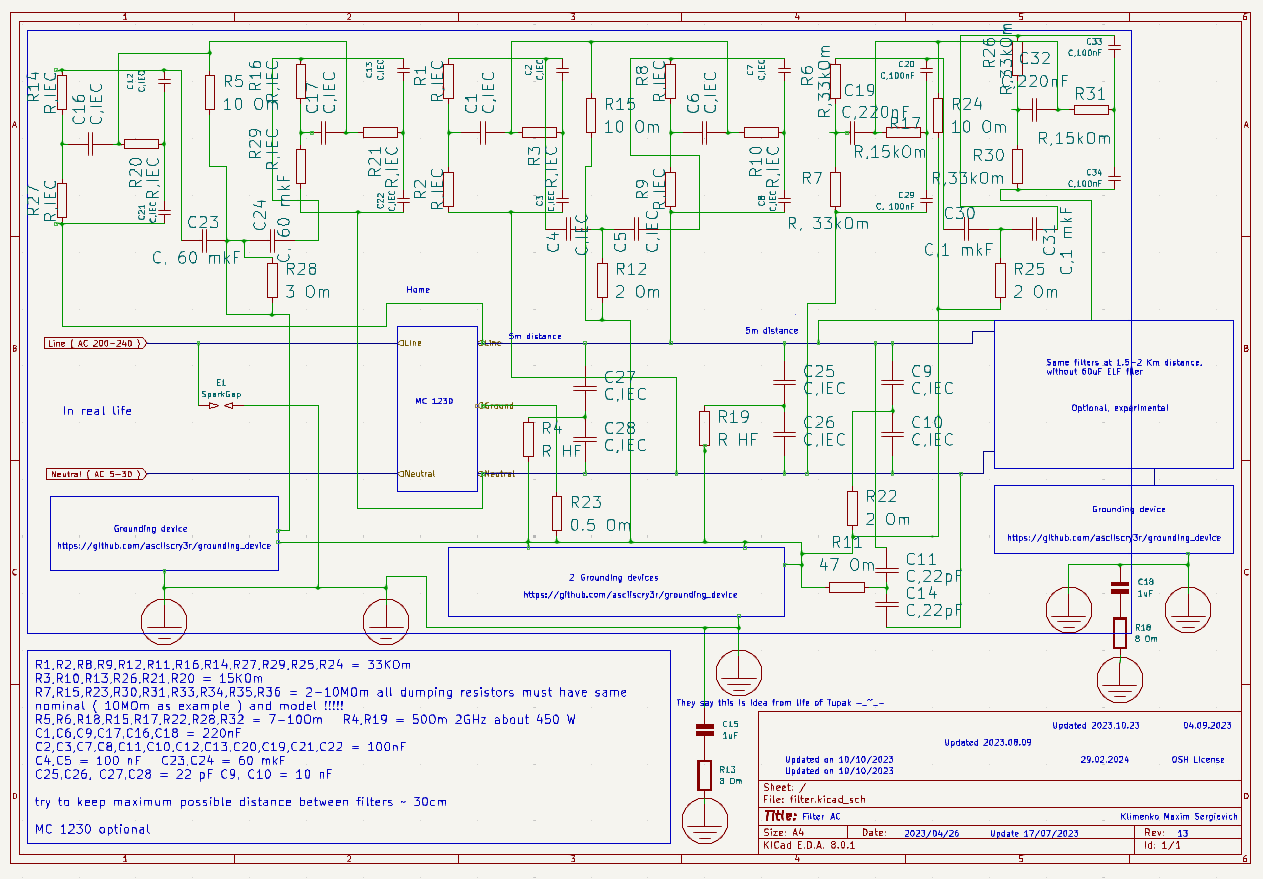 1 2 3 4 5 6
R14
R,IEC
C16
C,IEC
C12
C,IEC
R20
R,IEC
R27
R,IEC
C21
C,IEC
R5
10 Om
R16
R,IEC
C17
C,IEC
C13
C,IEC
R29
R,IEC
R21
R,IEC
C22
C,IEC
C23
C, 60 mkF
C24
C, 60 mkF
R28
3 Om
R1
R,IEC
C1
C,IEC
C2
C,IEC
R3
R,IEC
R2
R,IEC
C3
C,IEC
R15
10 Om
C4
C,IEC
C5
C,IEC
R12
2 Om
R8
R,IEC
C6
C,IEC
C7
C,IEC
R10
R,IEC
R9
R,IEC
C8
C,IEC
R6
R,33kOm
C19
C,220nF
C20
C,100nF
R17
R,15kOm
R7
R, 33kOm
C29
C, 100nF
R24
10 Om
R26
R,33kOm
C32
C,220nF
C33
C,100nF
R31
R,15kOm
R30
R,33kOm
C34
C,100nF
C30
C,1 mkF
C31
C,1 mkF
R25
2 Om
A
B
C
D
Home
5m distance
5m distance
Line ( AC 200-240 )
Line
Line
E1
SparkGap
In real life
MC 1230
Ground
Neutral ( AC 5-30 )
Neutral
Neutral
C27
C,IEC
C28
C,IEC
R4
R HF
R23
0.5 Om
R19
R HF
C25
C,IEC
C26
C,IEC
C9
C,IEC
C10
C,IEC
R22
2 Om
R11
47 Om
C11
C,22pF
C14
C,22pF
Same filters at 1.5-2 Km distance,
without 60uF ELF filer
Optional, experimental
Grounding device
https://github.com/asciiscry3r/grounding_device
2 Grounding devices
https://github.com/asciiscry3r/grounding_device
Grounding device
https://github.com/asciiscry3r/grounding_device
C18
1uF
R18
8 Om
C15
1uF
R13
8 Om
R1,R2,R8,R9,R12,R11,R16,R14,R27,R29,R25,R24 = 33KOm
R3,R10,R13,R26,R21,R20 = 15KOm
R7,R15,R23,R30,R31,R33,R34,R35,R36 = 2-10MOm all dumping resistors must have same
nominal ( 10MOm as example ) and model !!!!!
R5,R6,R18,R15,R17,R22,R28,R32 = 7-10Om R4,R19 = 50Om 2GHz about 450 W
C1,C6,C9,C17,C16,C18 = 220nF
C2,C3,C7,C8,C11,C10,C12,C13,C20,C19,C21,C22 = 100nF
C4,C5 = 100 nF C23,C24 = 60 mkF
C25,C26, C27,C28 = 22 pF C9, C10 = 10 nF
try to keep maximum possible distance between filters ~ 30cm
MC 1230 optional
They say this is idea from life of Tupak -_~_-
Updated 2023.10.23 04.09.2023
Updated 2023.08.09
Updated on 10/10/2023 29.02.2024 OSH License
Updated on 10/10/2023
Sheet: /
File: filter.kicad_sch
Title: Filter AC Klimenko Maxim Sergievich
Size: A4 Date: 2023/04/26 Update 17/07/2023 Rev: 13
KiCad E.D.A. 8.0.1 Id: 1/1
1 2 3 4 5 6